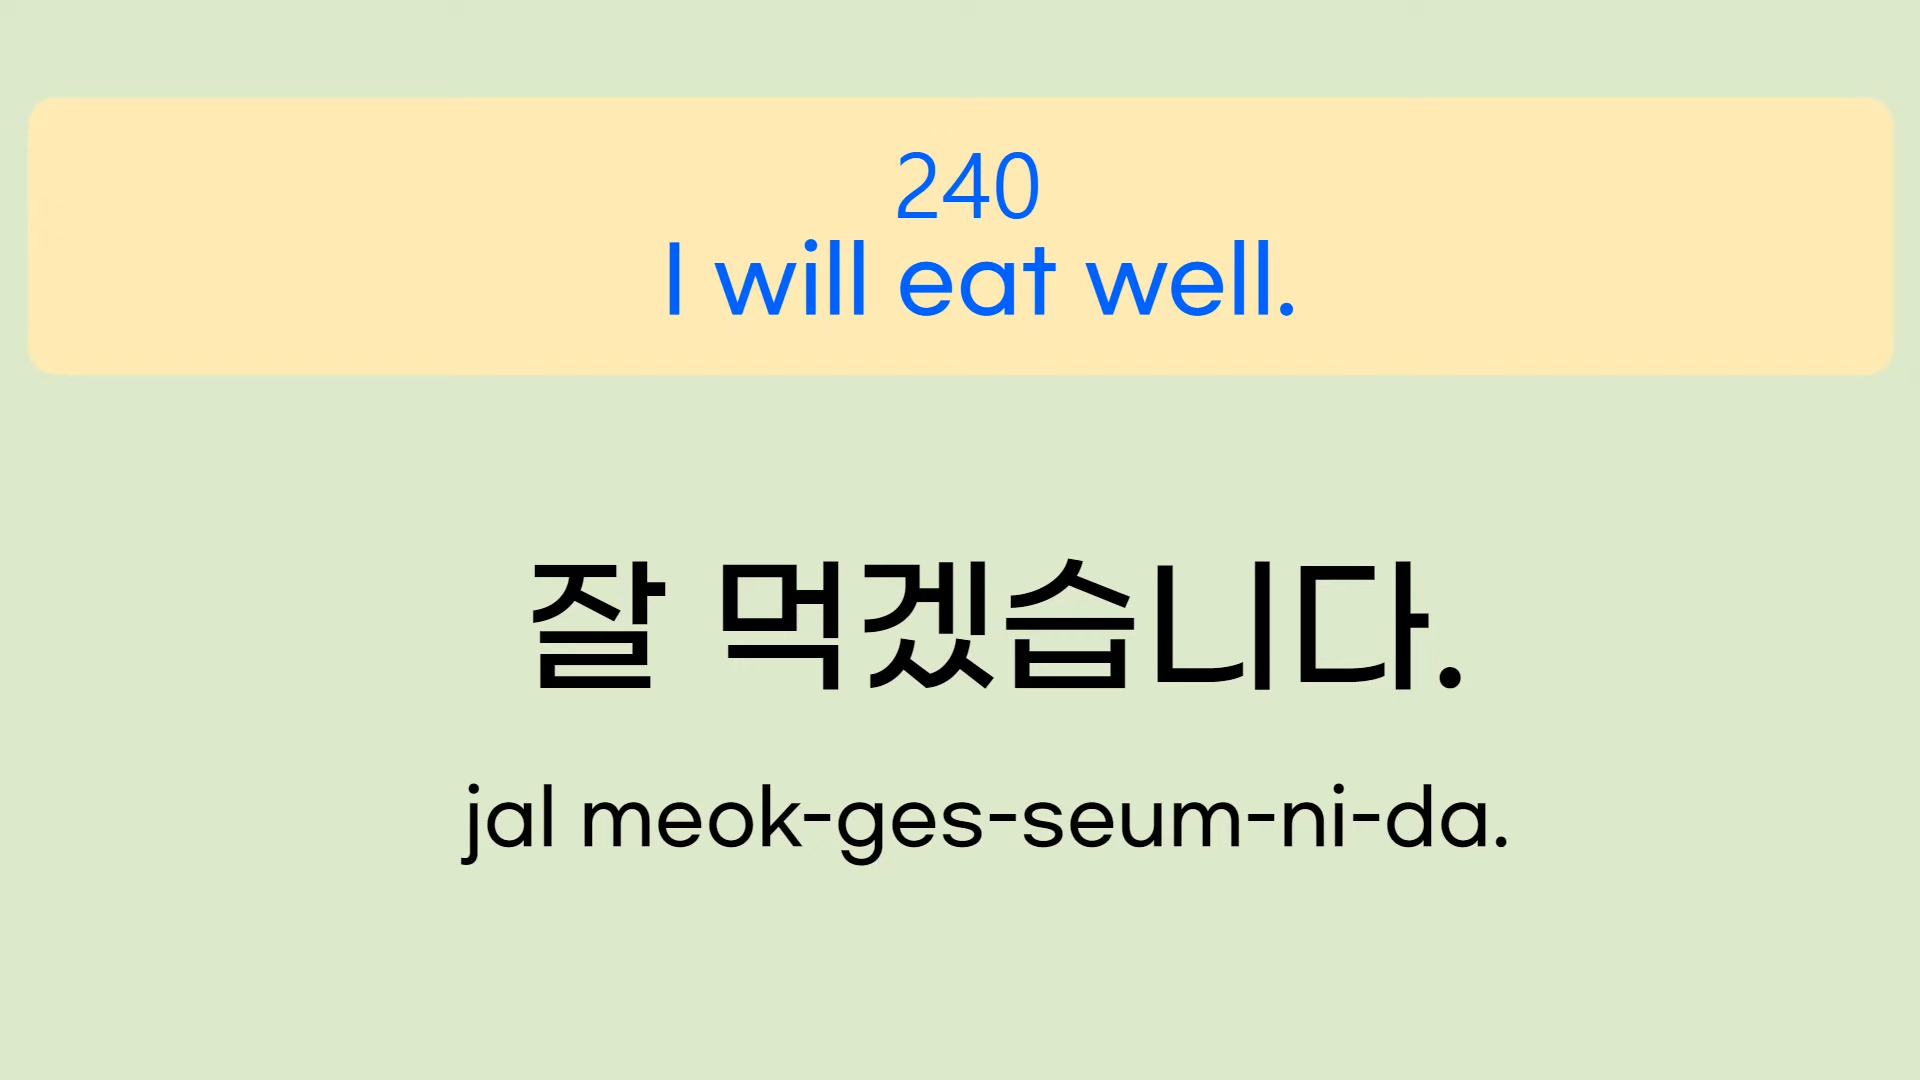 240
I will eat well.
잘 먹겠습니다.
jal meok-ges-seum-ni-da.